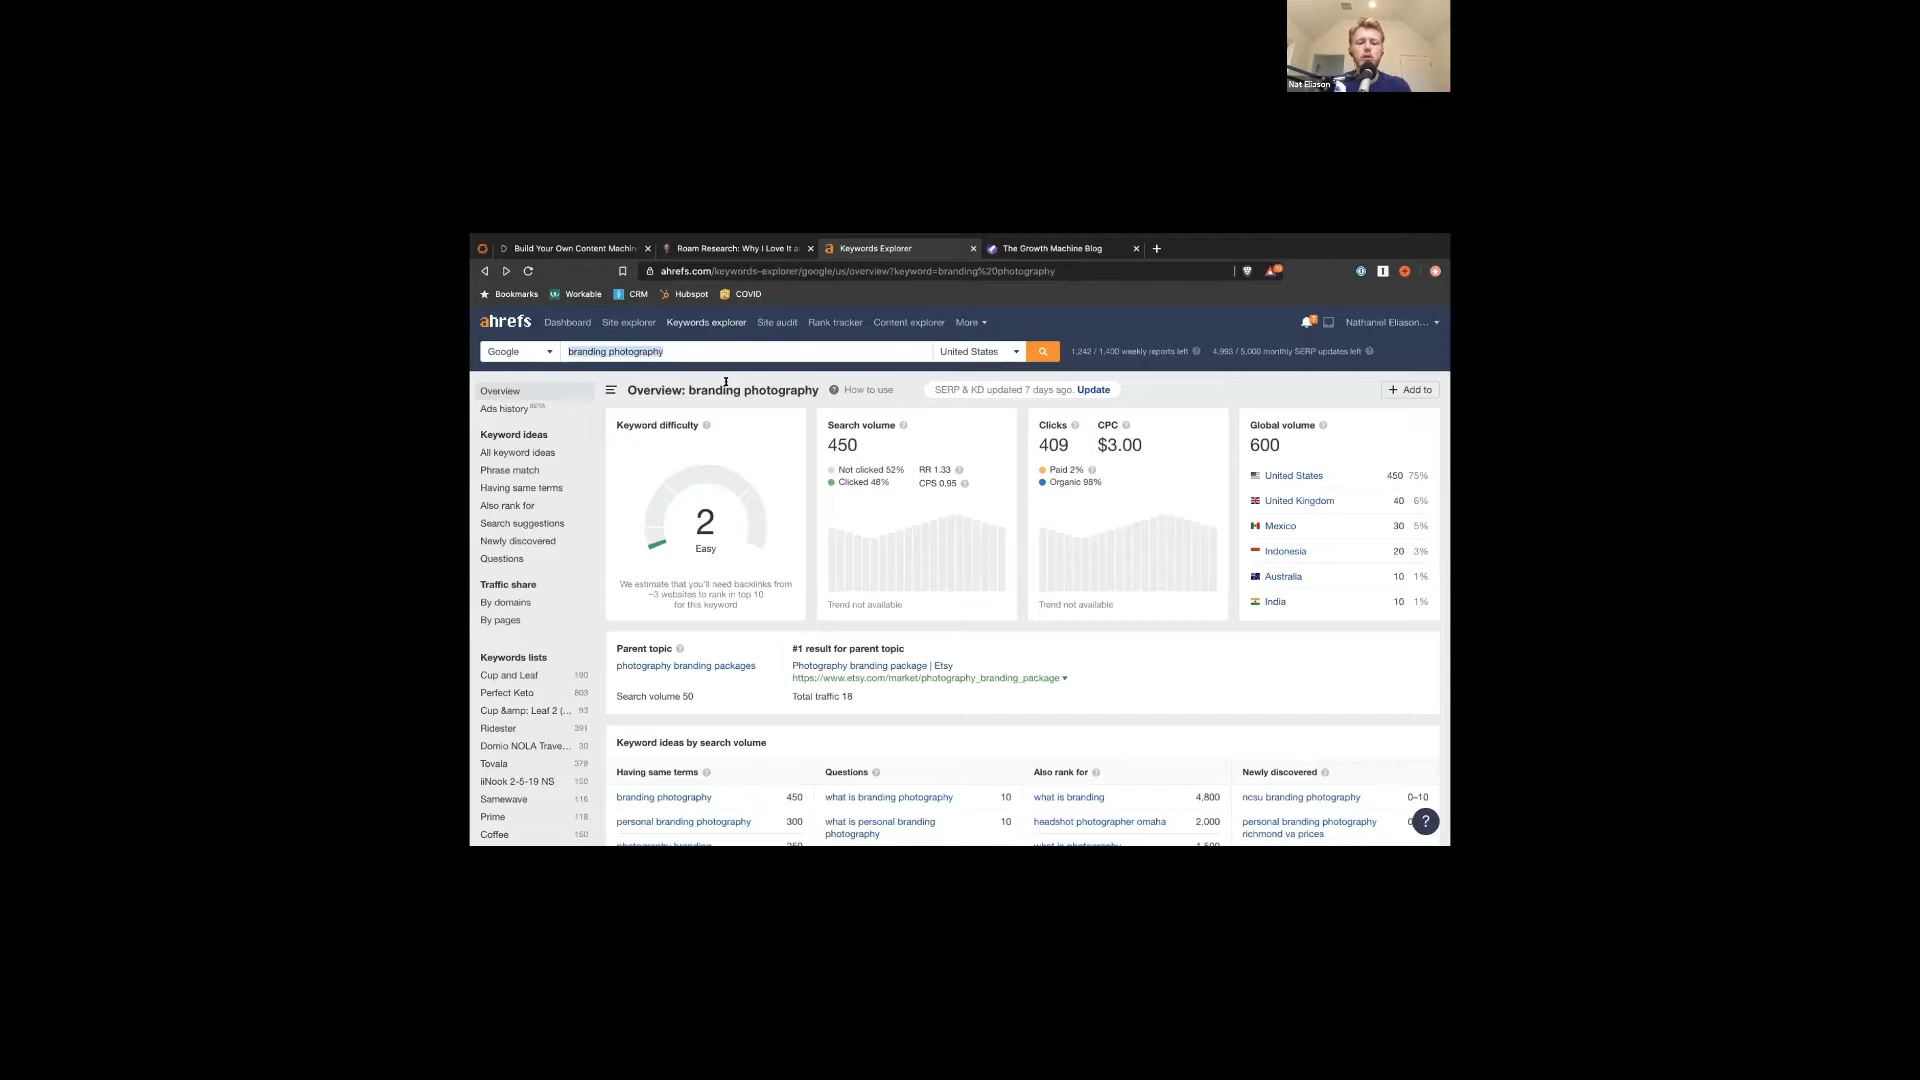 Nat Eliason
Build Your Own Content Machin
Roam Research: Why I Love It a
Keywords Explorer
The Growth Machine Blog
ahrefs.com/keywords-explorer/google/us/overview?keyword=branding%20photography
Bookmarks Workable CRM Hubspot COVID
ahrefs Dashboard Site explorer Keywords explorer Site audit Rank tracker Content explorer More
Nathaniel Eliason...
Google branding photography United States
1,242 / 1,400 weekly reports left 4,993 / 5,000 monthly SERP updates left
Overview
Ads history BETA
Keyword ideas
All keyword ideas
Phrase match
Having same terms
Also rank for
Search suggestions
Newly discovered
Questions
Traffic share
By domains
By pages
Keywords lists
Cup and Leaf 190
Perfect Keto 803
Cup &amp; Leaf 2 (... 93
Ridester 391
Domio NOLA Trave... 30
Tovala 378
iiNook 2-5-19 NS 150
Samewave 116
Prime 118
Coffee 150
Overview: branding photography How to use SERP & KD updated 7 days ago. Update + Add to
Keyword difficulty
2
Easy
We estimate that you'll need backlinks from
~3 websites to rank in top 10
for this keyword
Search volume
450
Not clicked 52% RR 1.33
Clicked 48% CPS 0.95
Trend not available
Clicks CPC
409 $3.00
Paid 2%
Organic 98%
Trend not available
Global volume
600
United States 450 75%
United Kingdom 40 6%
Mexico 30 5%
Indonesia 20 3%
Australia 10 1%
India 10 1%
Parent topic
photography branding packages
Search volume 50
#1 result for parent topic
Photography branding package | Etsy
https://www.etsy.com/market/photography_branding_package
Total traffic 18
Keyword ideas by search volume
Having same terms
branding photography 450
personal branding photography 300
photography branding 250
Questions
what is branding photography 10
what is personal branding 10
photography
Also rank for
what is branding 4,800
headshot photographer omaha 2,000
what is photography 1,500
Newly discovered
ncsu branding photography 0–10
personal branding photography
richmond va prices
?